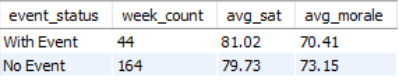 event_status week_count avg_sat avg_morale
With Event 44 81.02 70.41
No Event 164 79.73 73.15